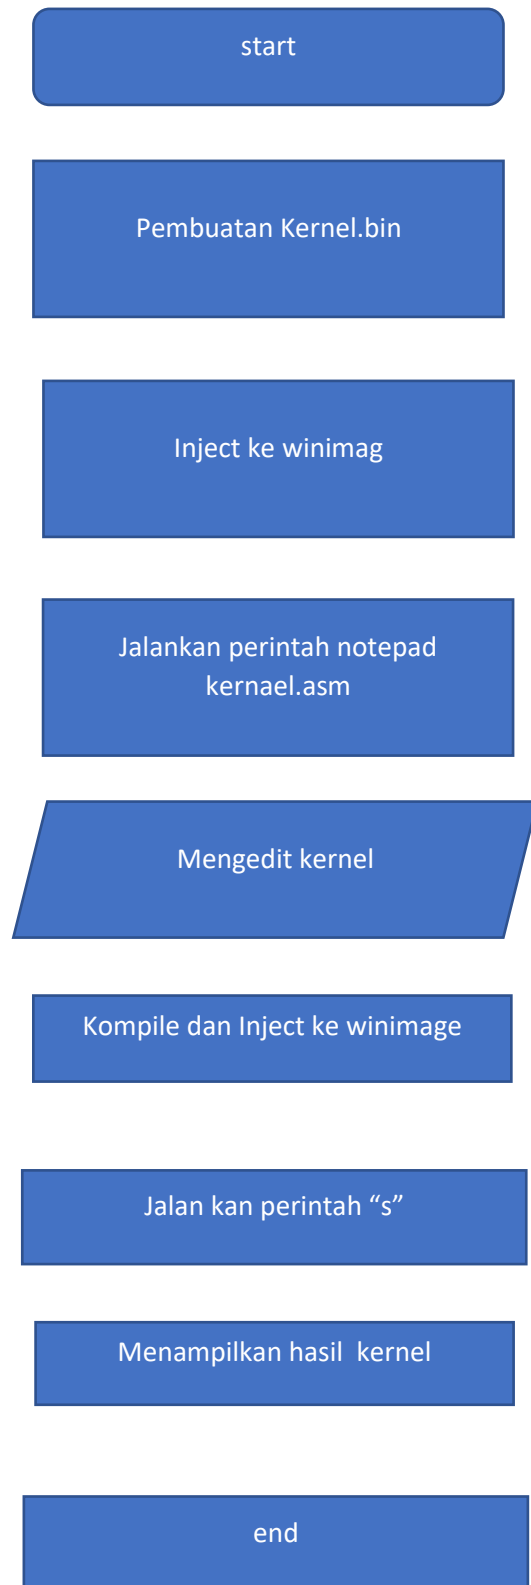 start
Pembuatan Kernel.bin
Inject ke winimag
Jalankan perintah notepad
kernael.asm
Mengedit kernel
Kompile dan Inject ke winimage
Jalan kan perintah “s”
Menampilkan hasil  kernel
end